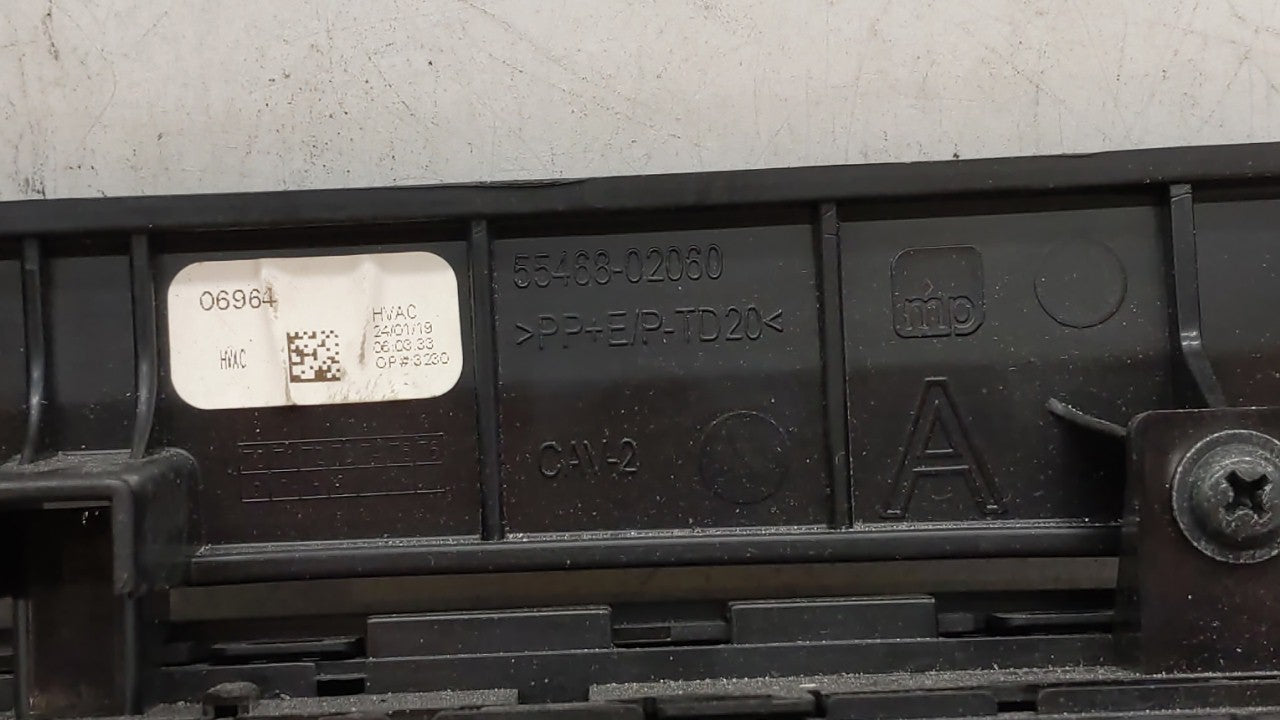 06964
HVAC
HVAC
24/01/19
06:03:33
OP#:3230
55468-02060
>PP+E/P-TD20<
CAV-2
mp
A